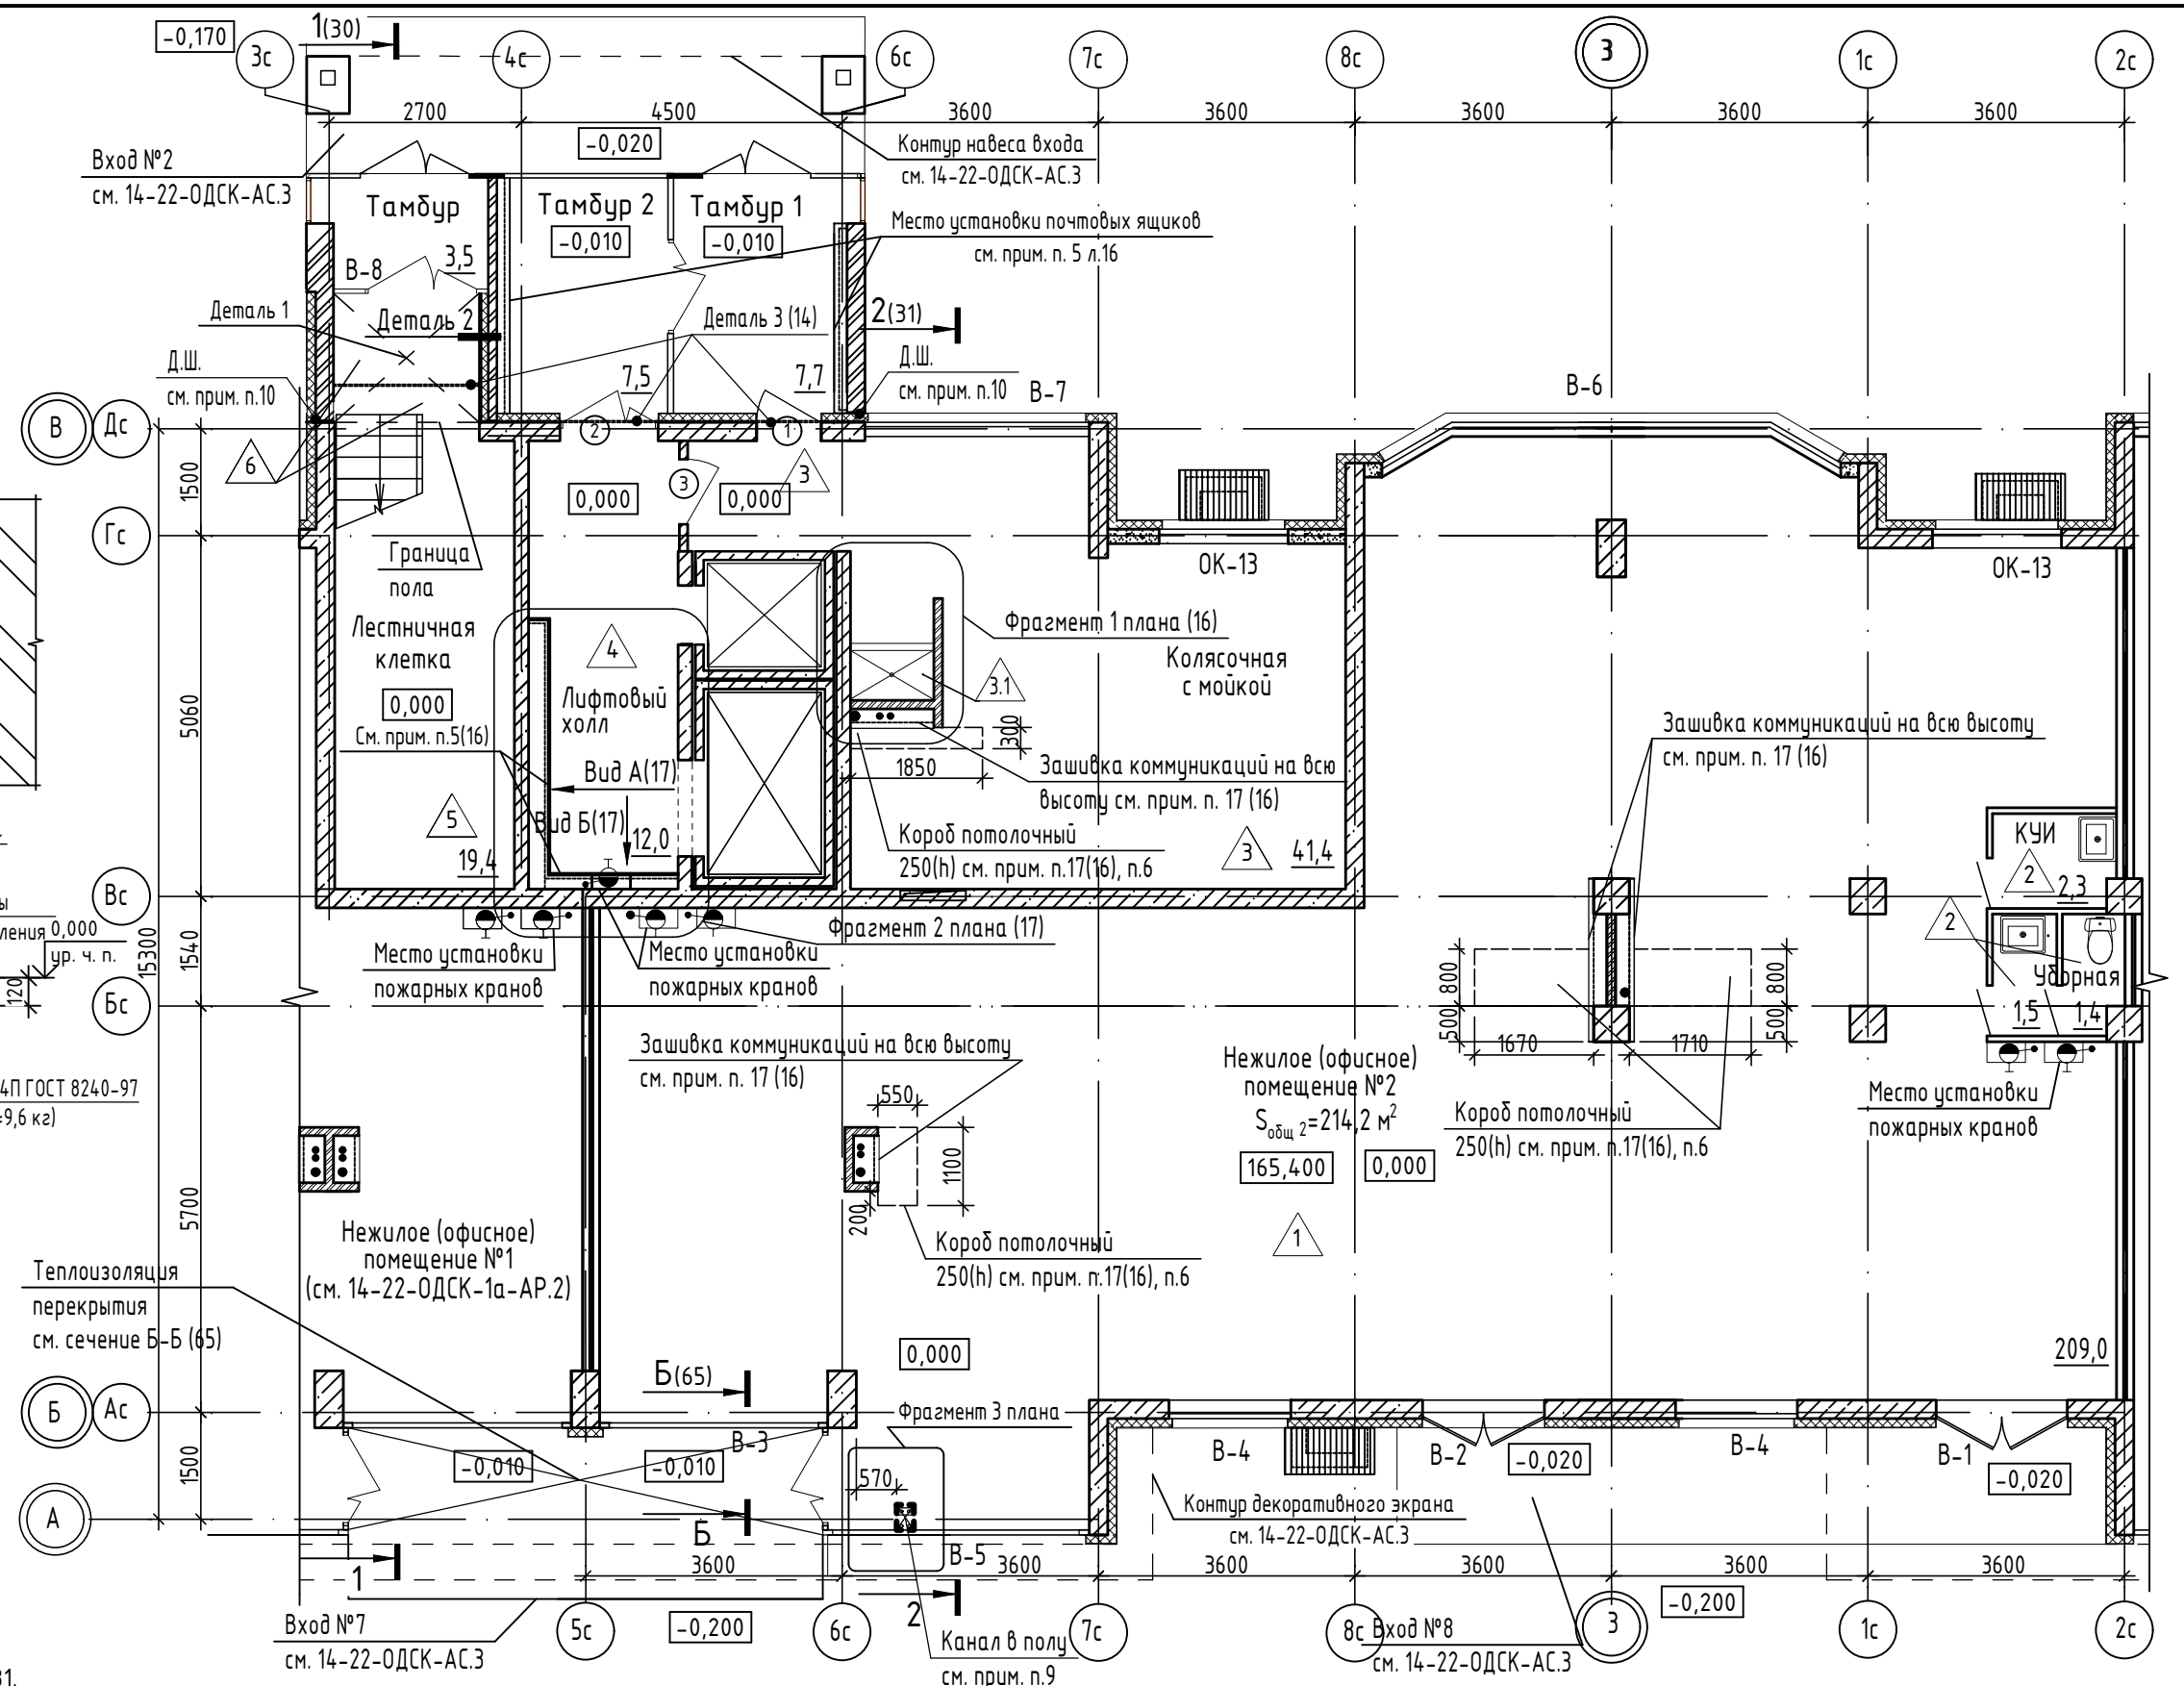 -0,170
1(30)
3с
4с
6с
7с
8с
3
1с
2с
2700
4500
3600
3600
3600
3600
3600
-0,020
Вход №2
см. 14-22-ОДСК-АС.3
Контур навеса входа
см. 14-22-ОДСК-АС.3
Тамбур
Тамбур 2
Тамбур 1
-0,010
-0,010
Место установки почтовых ящиков
см. прим. п. 5 л.16
В-8
3,5
Деталь 1
Деталь 2
Деталь 3 (14)
2(31)
Д.Ш.
см. прим. п.10
7,5
7,7
Д.Ш.
см. прим. п.10
В-7
В-6
В
Дс
2
1
6
3
3
1500
0,000
0,000
Гс
Граница
пола
ОК-13
ОК-13
Лестничная
клетка
0,000
4
Фрагмент 1 плана (16)
Колясочная
с мойкой
3.1
Лифтовый
холл
См. прим. п.5(16)
5060
300
1850
Вид А(17)
Вид Б(17)
12,0
5
19,4
Зашивка коммуникаций на всю
высоту см. прим. п. 17 (16)
Короб потолочный
250(h) см. прим. п.17(16), п.6
3
41,4
Зашивка коммуникаций на всю высоту
см. прим. п. 17 (16)
КУИ
2
2,3
Вс
ы
ления
0,000
ур. ч. п.
120
15300
1540
Место установки
пожарных кранов
Место установки
пожарных кранов
Фрагмент 2 плана (17)
2
Уборная
1,5
1,4
Бс
800
500
1670
1710
800
500
4П ГОСТ 8240-97
=9,6 кг)
Зашивка коммуникаций на всю высоту
см. прим. п. 17 (16)
Нежилое (офисное)
помещение №2
Sобщ 2=214,2 м2
165,400
0,000
1
Короб потолочный
250(h) см. прим. п.17(16), п.6
Место установки
пожарных кранов
550
1100
200
5700
Короб потолочный
250(h) см. прим. п.17(16), п.6
Нежилое (офисное)
помещение №1
(см. 14-22-ОДСК-1а-АР.2)
Теплоизоляция
перекрытия
см. сечение Б-Б (65)
0,000
209,0
Б(65)
Б
Ас
Фрагмент 3 плана
В-3
-0,010
-0,010
1500
570
В-4
В-2
-0,020
В-4
В-1
-0,020
А
Контур декоративного экрана
см. 14-22-ОДСК-АС.3
Б
В-5
1
3600
3600
3600
3600
3600
3600
2
Вход №7
см. 14-22-ОДСК-АС.3
5с
-0,200
6с
Канал в полу
см. прим. п.9
7с
8с
Вход №8
см. 14-22-ОДСК-АС.3
3
-0,200
1с
2с
31.